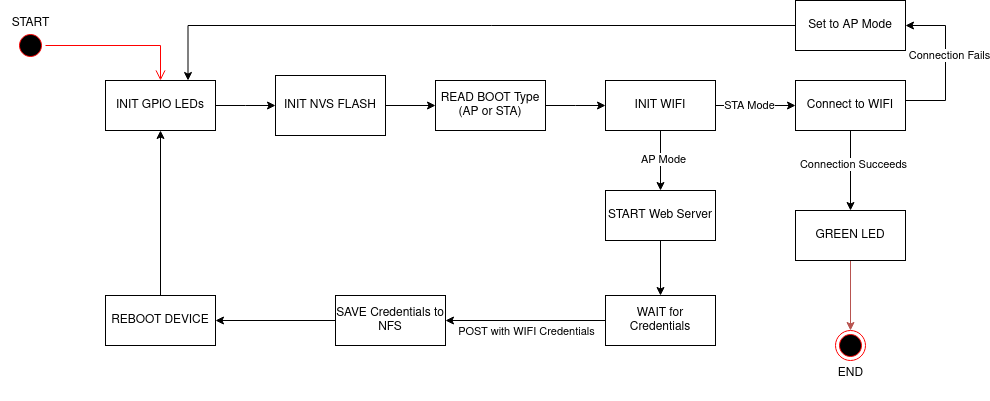 START
Set to AP Mode
Connection Fails
INIT GPIO LEDs
INIT NVS FLASH
READ BOOT Type
(AP or STA)
INIT WIFI
STA Mode
Connect to WIFI
AP Mode
Connection Succeeds
START Web Server
GREEN LED
REBOOT DEVICE
SAVE Credentials to
NFS
POST with WIFI Credentials
WAIT for
Credentials
END